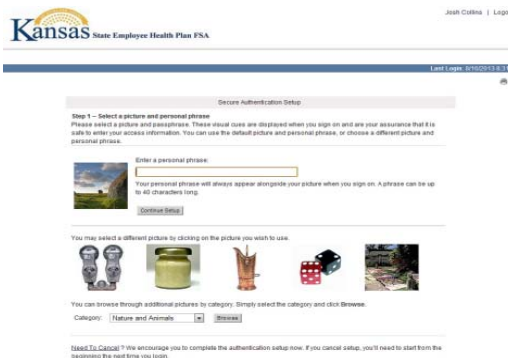 Josh Collins | Logo
Kansas State Employee Health Plan FSA
Last Login: 8/16/2013 8:31
Secure Authentication Setup
Step 1 – Select a picture and personal phrase
Please select a picture and passphrase. These visual cues are displayed when you sign on and are your assurance that it is
safe to enter your access information. You can use the default picture and personal phrase, or choose a different picture and
personal phrase.
Enter a personal phrase:
Your personal phrase will always appear alongside your picture when you sign on. A phrase can be up
to 40 characters long.
Continue Setup
You may select a different picture by clicking on the picture you wish to use.
You can browse through additional pictures by category. Simply select the category and click Browse.
Category: Nature and Animals Browse
Need To Cancel ? We encourage you to complete the authentication setup now. If you cancel setup, you'll need to start from the
beginning the next time you login.